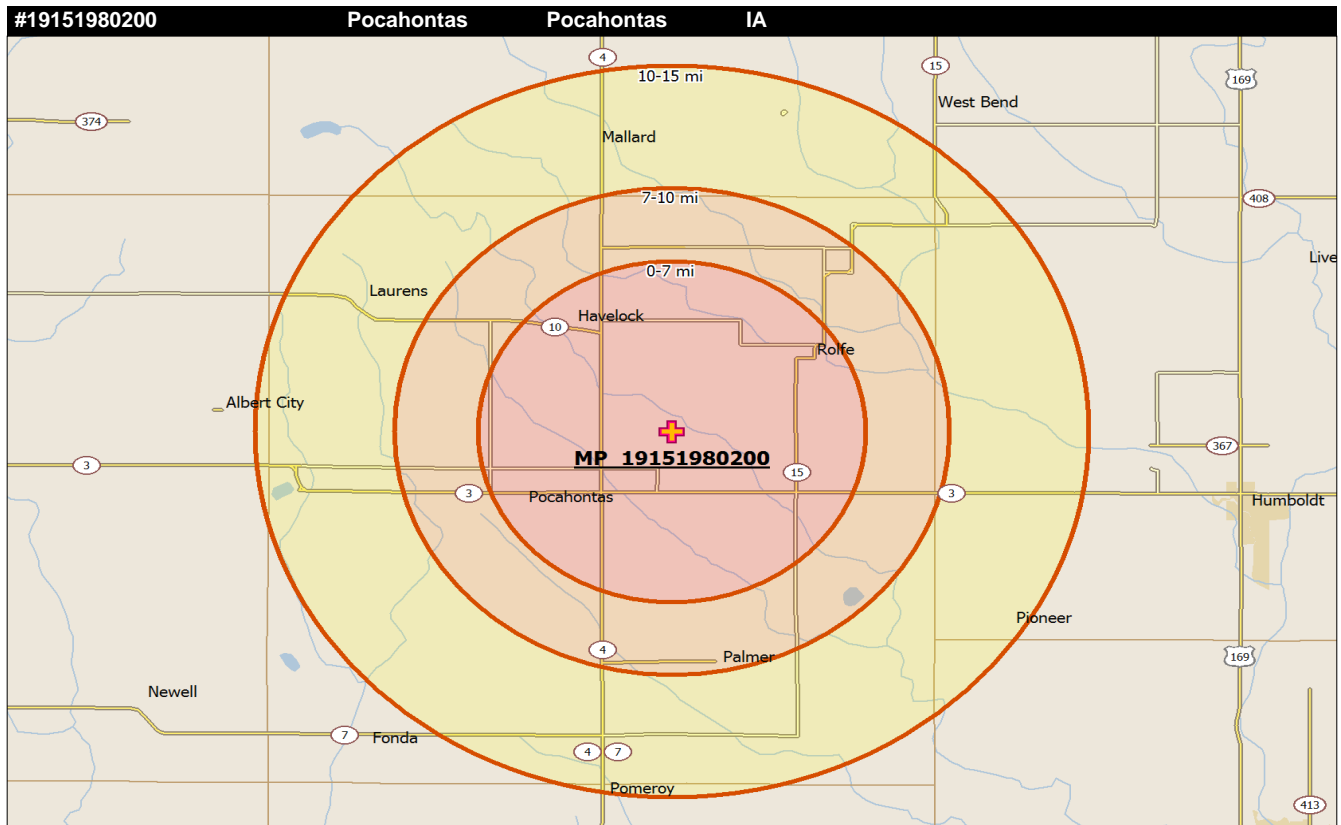 #19151980200 Pocahontas Pocahontas IA
4
15
10-15 mi
169
West Bend
374
Mallard
7-10 mi
408
Live
0-7 mi
Laurens
Havelock
10
Rolfe
Albert City
MP 19151980200
367
3
15
3
Pocahontas
3
Humboldt
Pioneer
4
Palmer
169
Newell
7
Fonda
4
7
Pomeroy
413